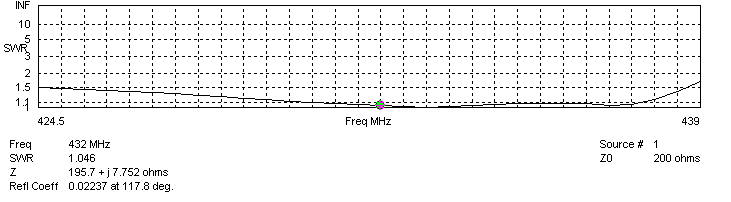 INF
10
5
SWR
3
2
1.5
1.1
1
424.5 Freq MHz 439
Freq 432 MHz Source # 1
SWR 1.046 Z0 200 ohms
Z 195.7 + j 7.752 ohms
Refl Coeff 0.02237 at 117.8 deg.